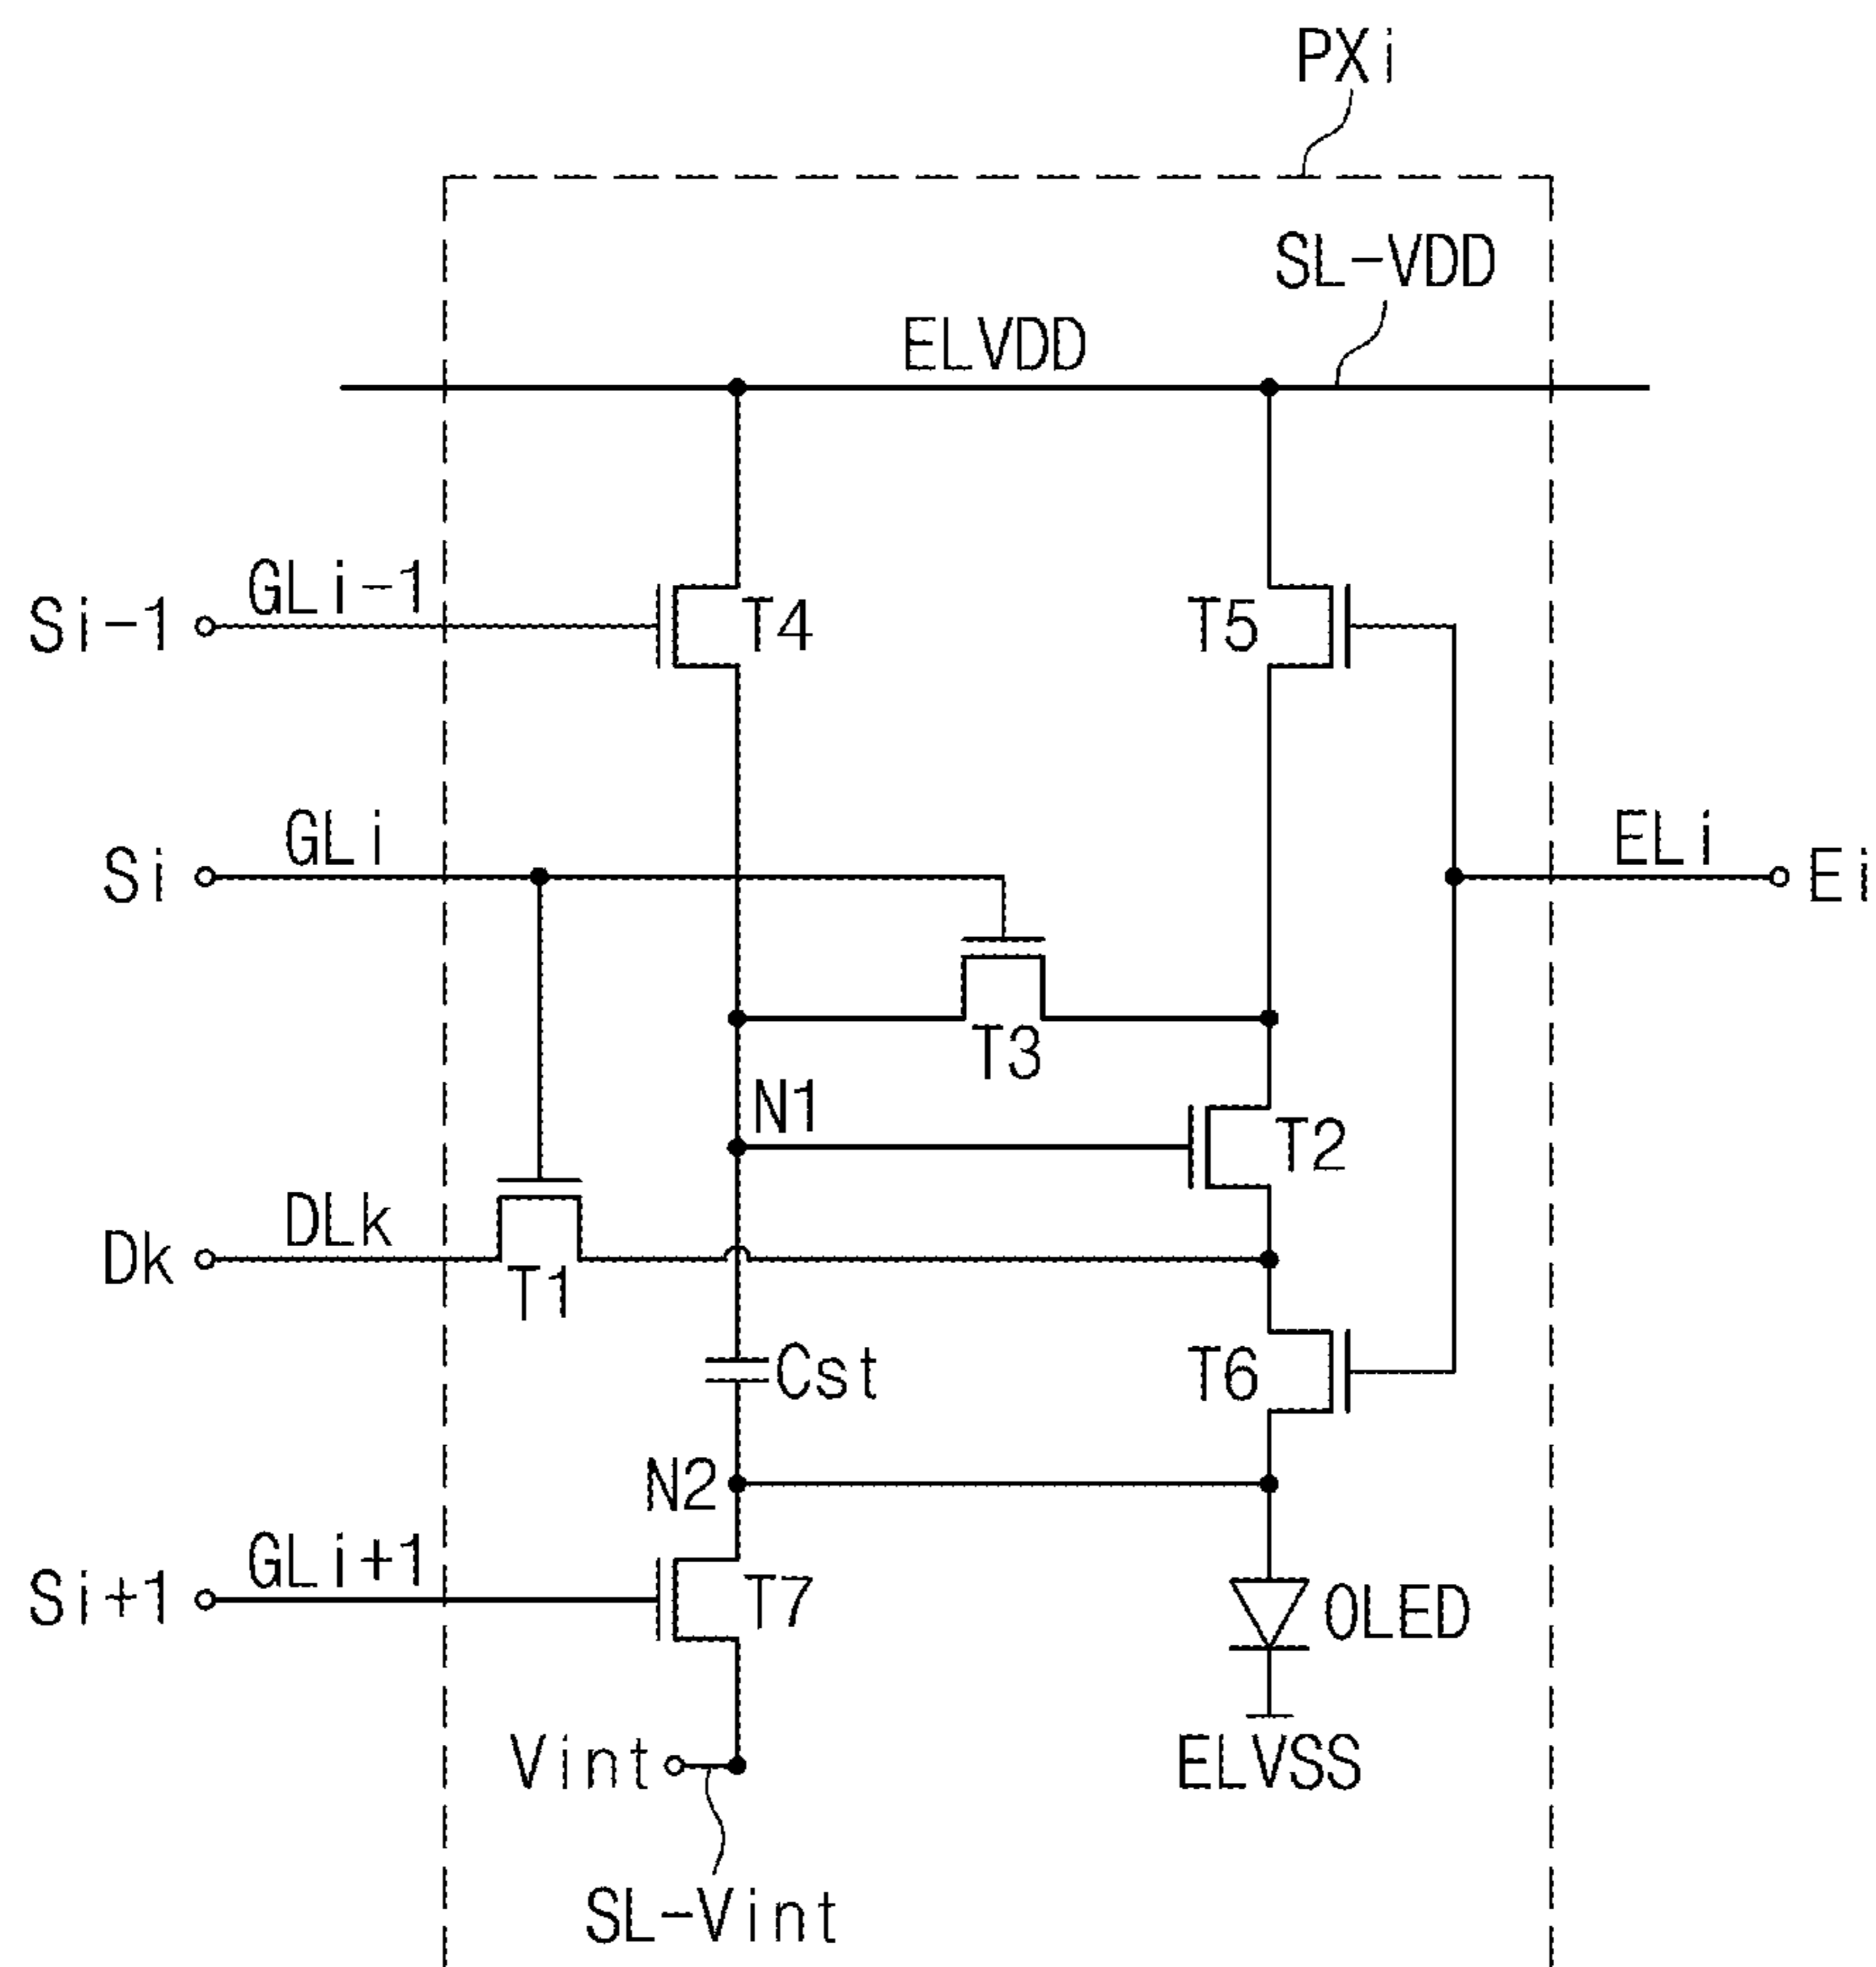 PXi
SL-VDD
ELVDD
GLi-1
Si-1
T4
T5
GLi
Si
ELi
Ei
T3
N1
T2
DLk
Dk
T1
Cst
T6
N2
GLi+1
Si+1
T7
OLED
Vint
ELVSS
SL-Vint